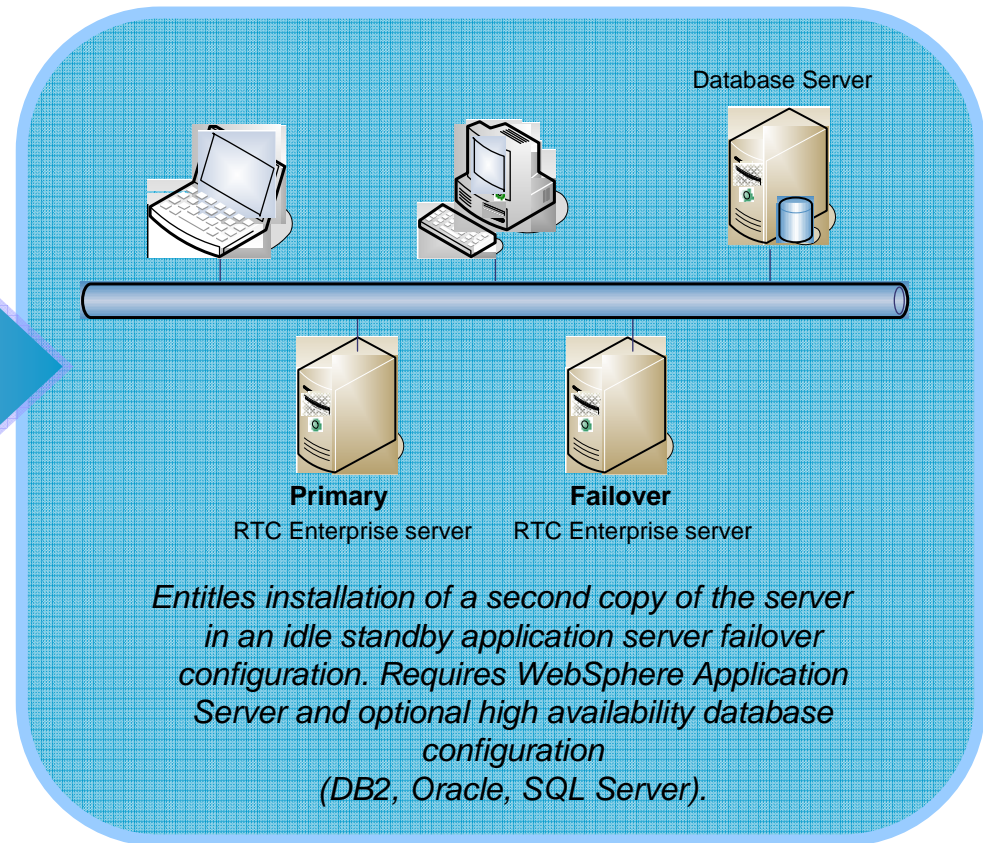 Database Server
Primary
RTC Enterprise server
Failover
RTC Enterprise server
Entitles installation of a second copy of the server
in an idle standby application server failover
configuration. Requires WebSphere Application
Server and optional high availability database
configuration
(DB2, Oracle, SQL Server).